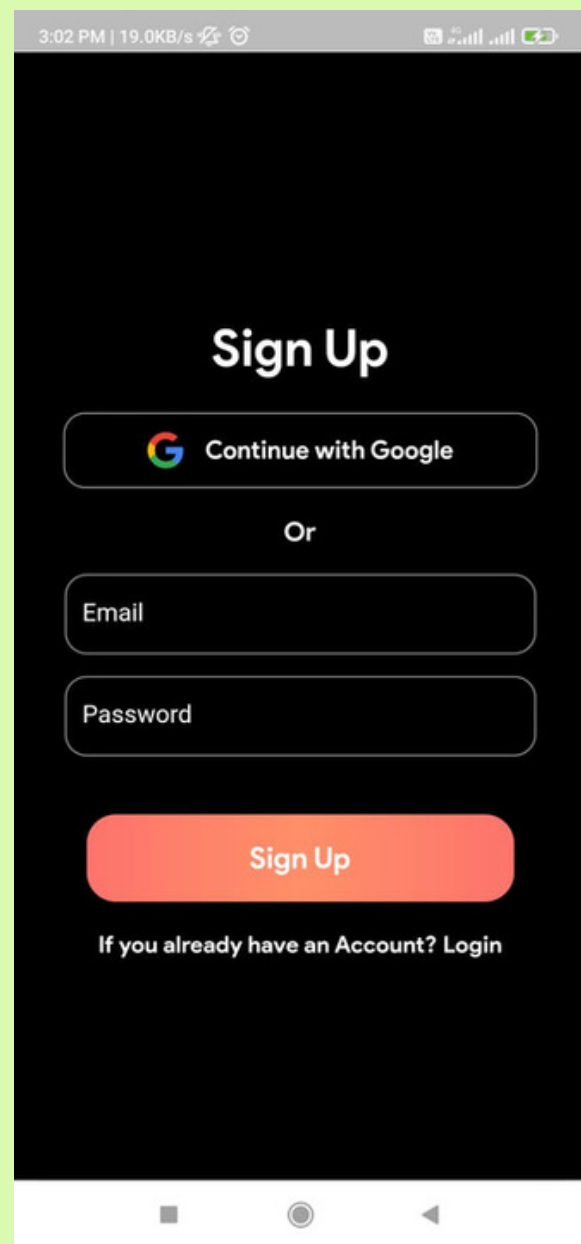 3:02 PM | 19.0KB/s
Sign Up
Continue with Google
Or
Email
Password
Sign Up
If you already have an Account? Login